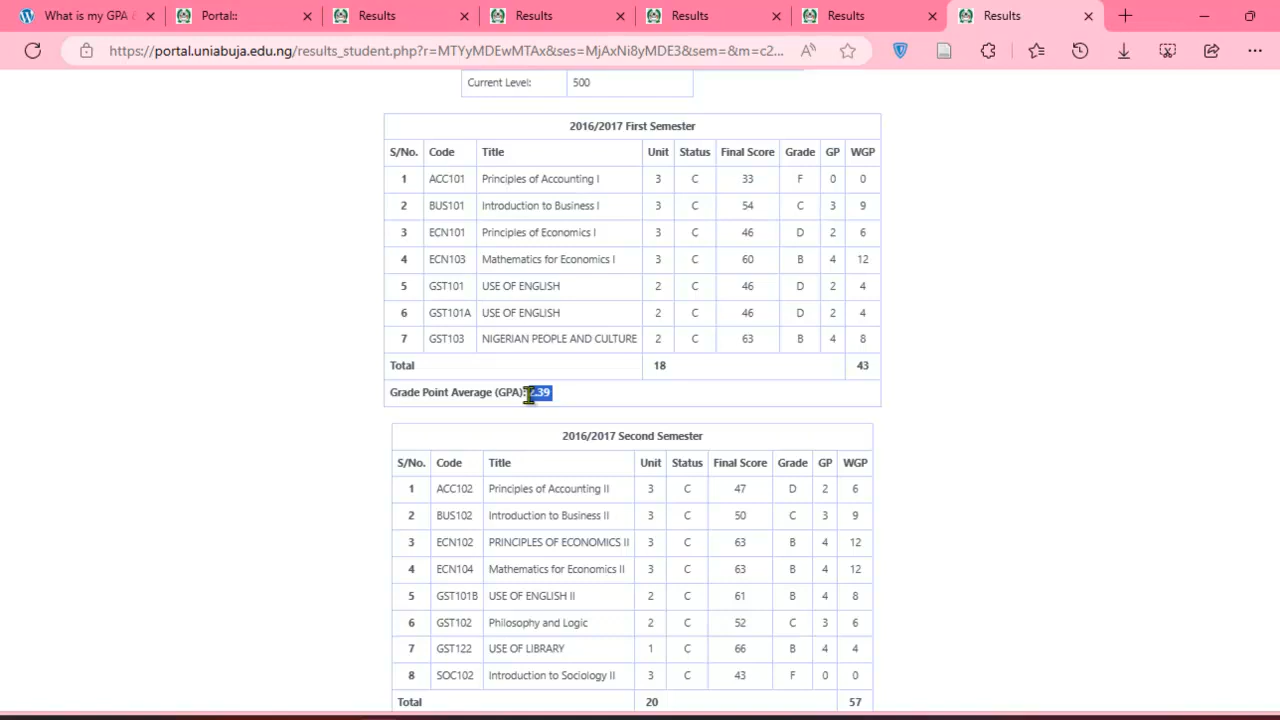 What is my GPA &
Portal::
Results
Results
Results
Results
Results
https://portal.uniabuja.edu.ng/results_student.php?r=MTYyMDEwMTAx&ses=MjAxNi8yMDE3&sem=&m=c2...
Current Level: 500
2016/2017 First Semester
S/No. Code Title Unit Status Final Score Grade GP WGP
1 ACC101 Principles of Accounting I 3 C 33 F 0 0
2 BUS101 Introduction to Business I 3 C 54 C 3 9
3 ECN101 Principles of Economics I 3 C 46 D 2 6
4 ECN103 Mathematics for Economics I 3 C 60 B 4 12
5 GST101 USE OF ENGLISH 2 C 46 D 2 4
6 GST101A USE OF ENGLISH 2 C 46 D 2 4
7 GST103 NIGERIAN PEOPLE AND CULTURE 2 C 63 B 4 8
Total 18 43
Grade Point Average (GPA): 2.39
2016/2017 Second Semester
S/No. Code Title Unit Status Final Score Grade GP WGP
1 ACC102 Principles of Accounting II 3 C 47 D 2 6
2 BUS102 Introduction to Business II 3 C 50 C 3 9
3 ECN102 PRINCIPLES OF ECONOMICS II 3 C 63 B 4 12
4 ECN104 Mathematics for Economics II 3 C 63 B 4 12
5 GST101B USE OF ENGLISH II 2 C 61 B 4 8
6 GST102 Philosophy and Logic 2 C 52 C 3 6
7 GST122 USE OF LIBRARY 1 C 66 B 4 4
8 SOC102 Introduction to Sociology II 3 C 43 F 0 0
Total 20 57